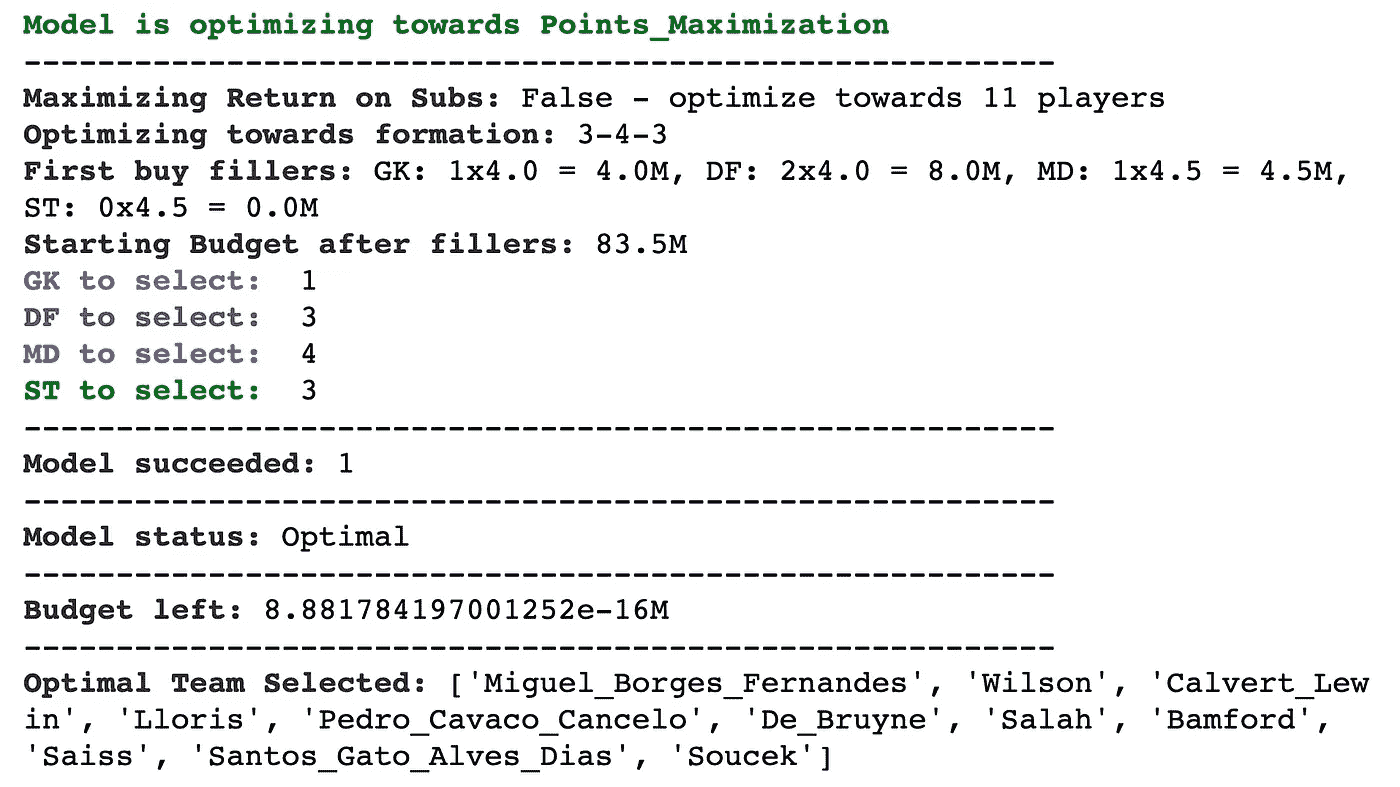 Model is optimizing towards Points_Maximization
--------------------------------------------------------
Maximizing Return on Subs: False - optimize towards 11 players
Optimizing towards formation: 3-4-3
First buy fillers: GK: 1x4.0 = 4.0M, DF: 2x4.0 = 8.0M, MD: 1x4.5 = 4.5M,
ST: 0x4.5 = 0.0M
Starting Budget after fillers: 83.5M
GK to select:  1
DF to select:  3
MD to select:  4
ST to select:  3
--------------------------------------------------------
Model succeeded: 1
--------------------------------------------------------
Model status: Optimal
--------------------------------------------------------
Budget left: 8.881784197001252e-16M
--------------------------------------------------------
Optimal Team Selected: ['Miguel_Borges_Fernandes', 'Wilson', 'Calvert_Lew
in', 'Lloris', 'Pedro_Cavaco_Cancelo', 'De_Bruyne', 'Salah', 'Bamford',
'Saiss', 'Santos_Gato_Alves_Dias', 'Soucek']